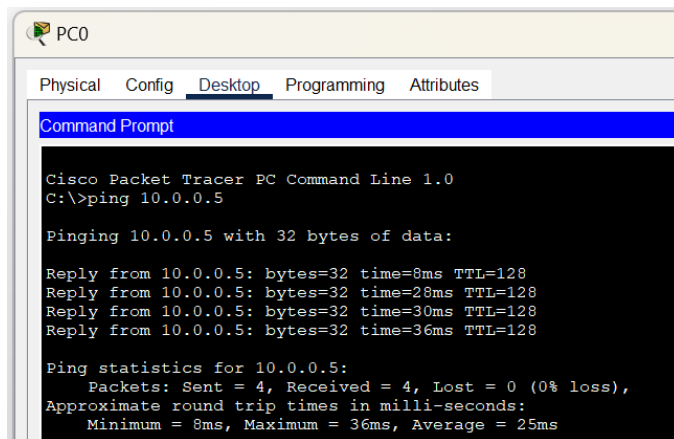 PC0
Physical Config Desktop Programming Attributes
Command Prompt
Cisco Packet Tracer PC Command Line 1.0
C:\>ping 10.0.0.5
Pinging 10.0.0.5 with 32 bytes of data:
Reply from 10.0.0.5: bytes=32 time=8ms TTL=128
Reply from 10.0.0.5: bytes=32 time=28ms TTL=128
Reply from 10.0.0.5: bytes=32 time=30ms TTL=128
Reply from 10.0.0.5: bytes=32 time=36ms TTL=128
Ping statistics for 10.0.0.5:
Packets: Sent = 4, Received = 4, Lost = 0 (0% loss),
Approximate round trip times in milli-seconds:
Minimum = 8ms, Maximum = 36ms, Average = 25ms